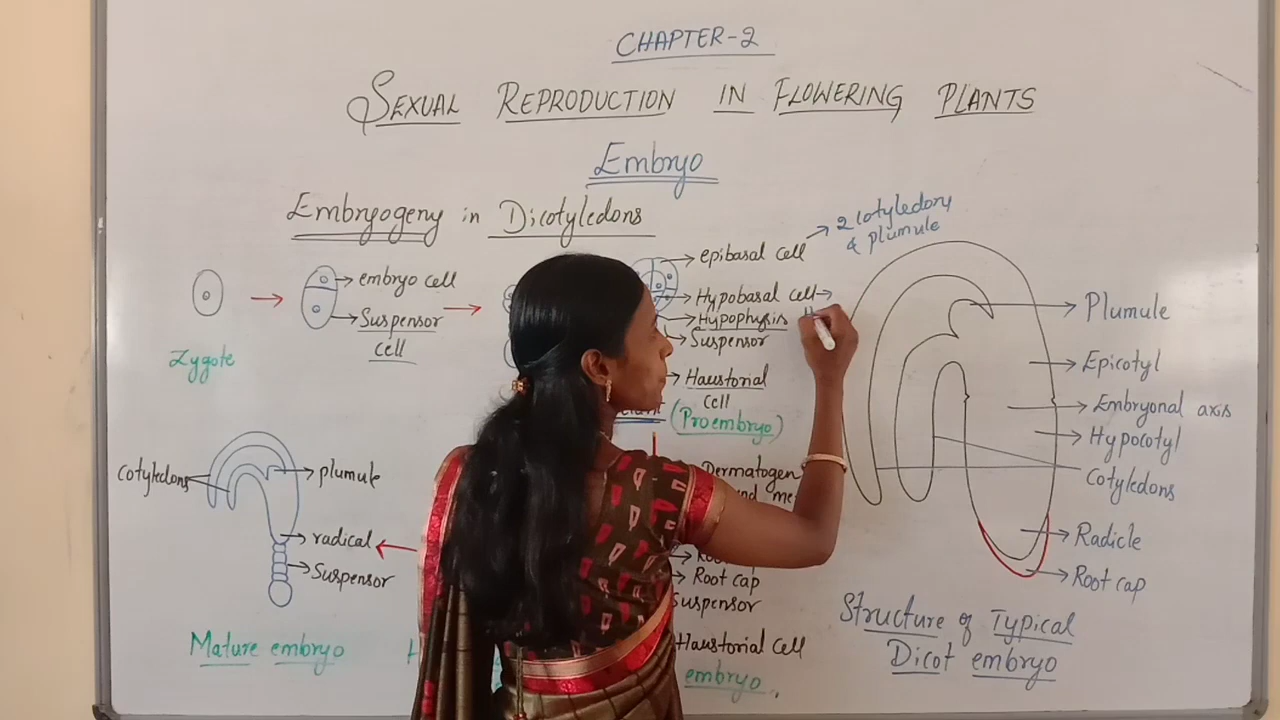 CHAPTER-2
SEXUAL REPRODUCTION IN FLOWERING PLANTS
Embryo
Embryogeny in Dicotyledons
Zygote
embryo cell
Suspensor
cell
epibasal cell
2 cotyledons
& plumule
Hypobasal cell
Hypophysis
Suspensor
Haustorial
cell
(Proembryo)
cotyledons
plumule
radical
Suspensor
Mature embryo
Dermatogen
Root cap
Suspensor
Haustorial cell
embryo
Plumule
Epicotyl
Embryonal axis
Hypocotyl
Cotyledons
Radicle
Root cap
Structure of Typical
Dicot embryo